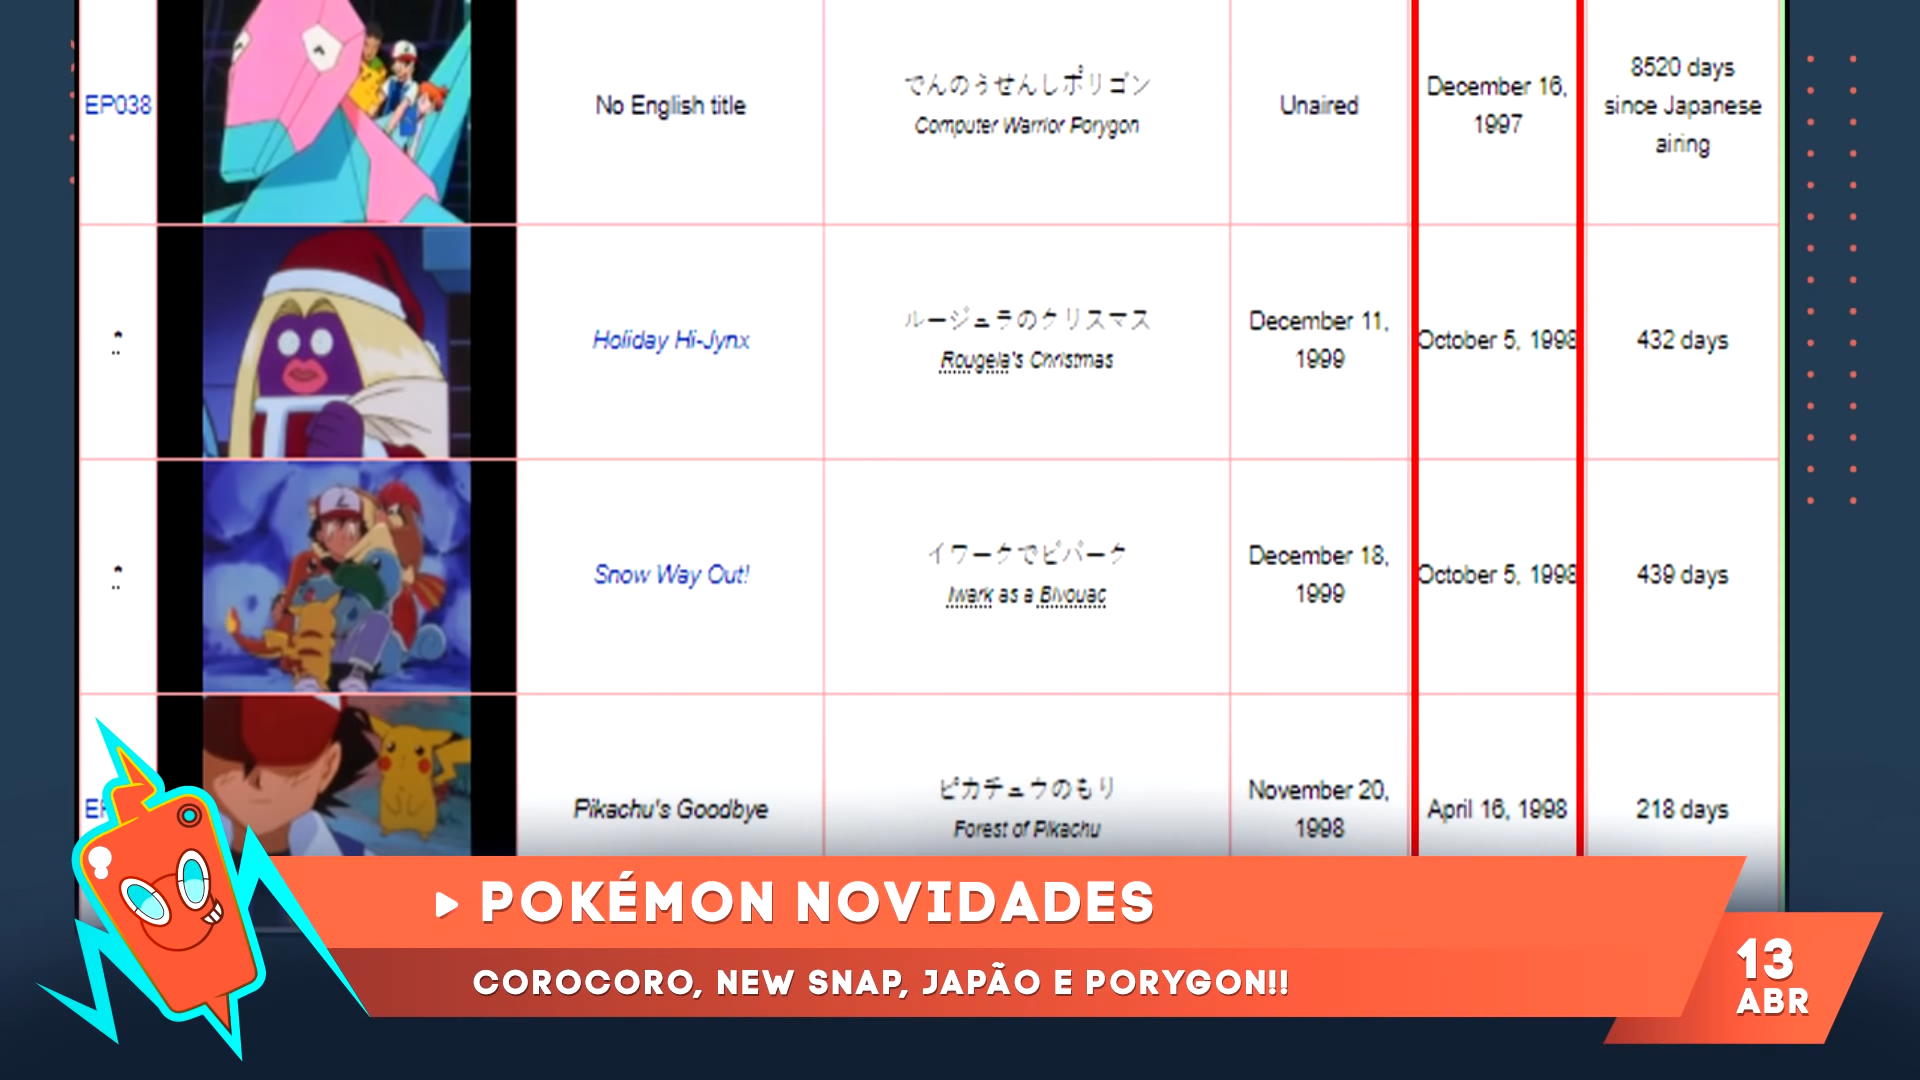 EP038
No English title
でんのうせんしポリゴン
Computer Warrior Porygon
Unaired
December 16,
1997
8520 days
since Japanese
airing
Holiday Hi-Jynx
ルージュラのクリスマス
Rougela's Christmas
December 11,
1999
October 5, 1998
432 days
Snow Way Out!
イワークでビバーク
Iwark as a Bivouac
December 18,
1999
October 5, 1998
439 days
Pikachu's Goodbye
ピカチュウのもり
Forest of Pikachu
November 20,
1998
April 16, 1998
218 days
POKÉMON NOVIDADES
COROCORO, NEW SNAP, JAPÃO E PORYGON!!
13
ABR